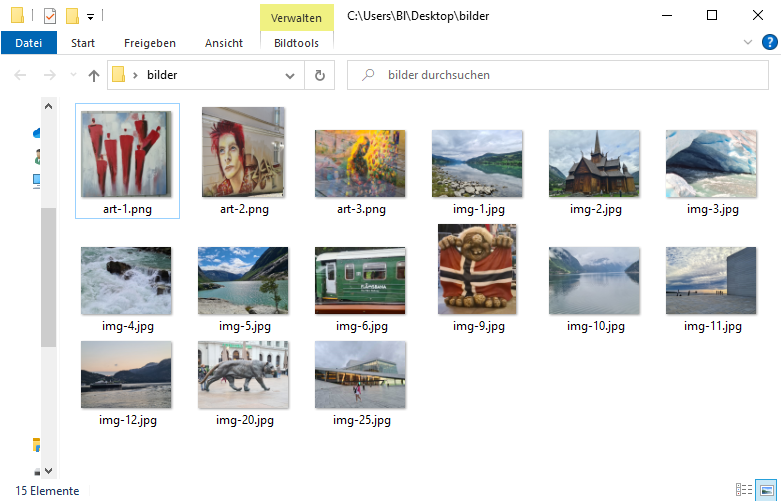 Verwalten
C:\Users\BI\Desktop\bilder
Datei
Start
Freigeben
Ansicht
Bildtools
bilder
bilder durchsuchen
art-1.png
art-2.png
art-3.png
img-1.jpg
img-2.jpg
img-3.jpg
img-4.jpg
img-5.jpg
img-6.jpg
img-9.jpg
img-10.jpg
img-11.jpg
img-12.jpg
img-20.jpg
img-25.jpg
15 Elemente